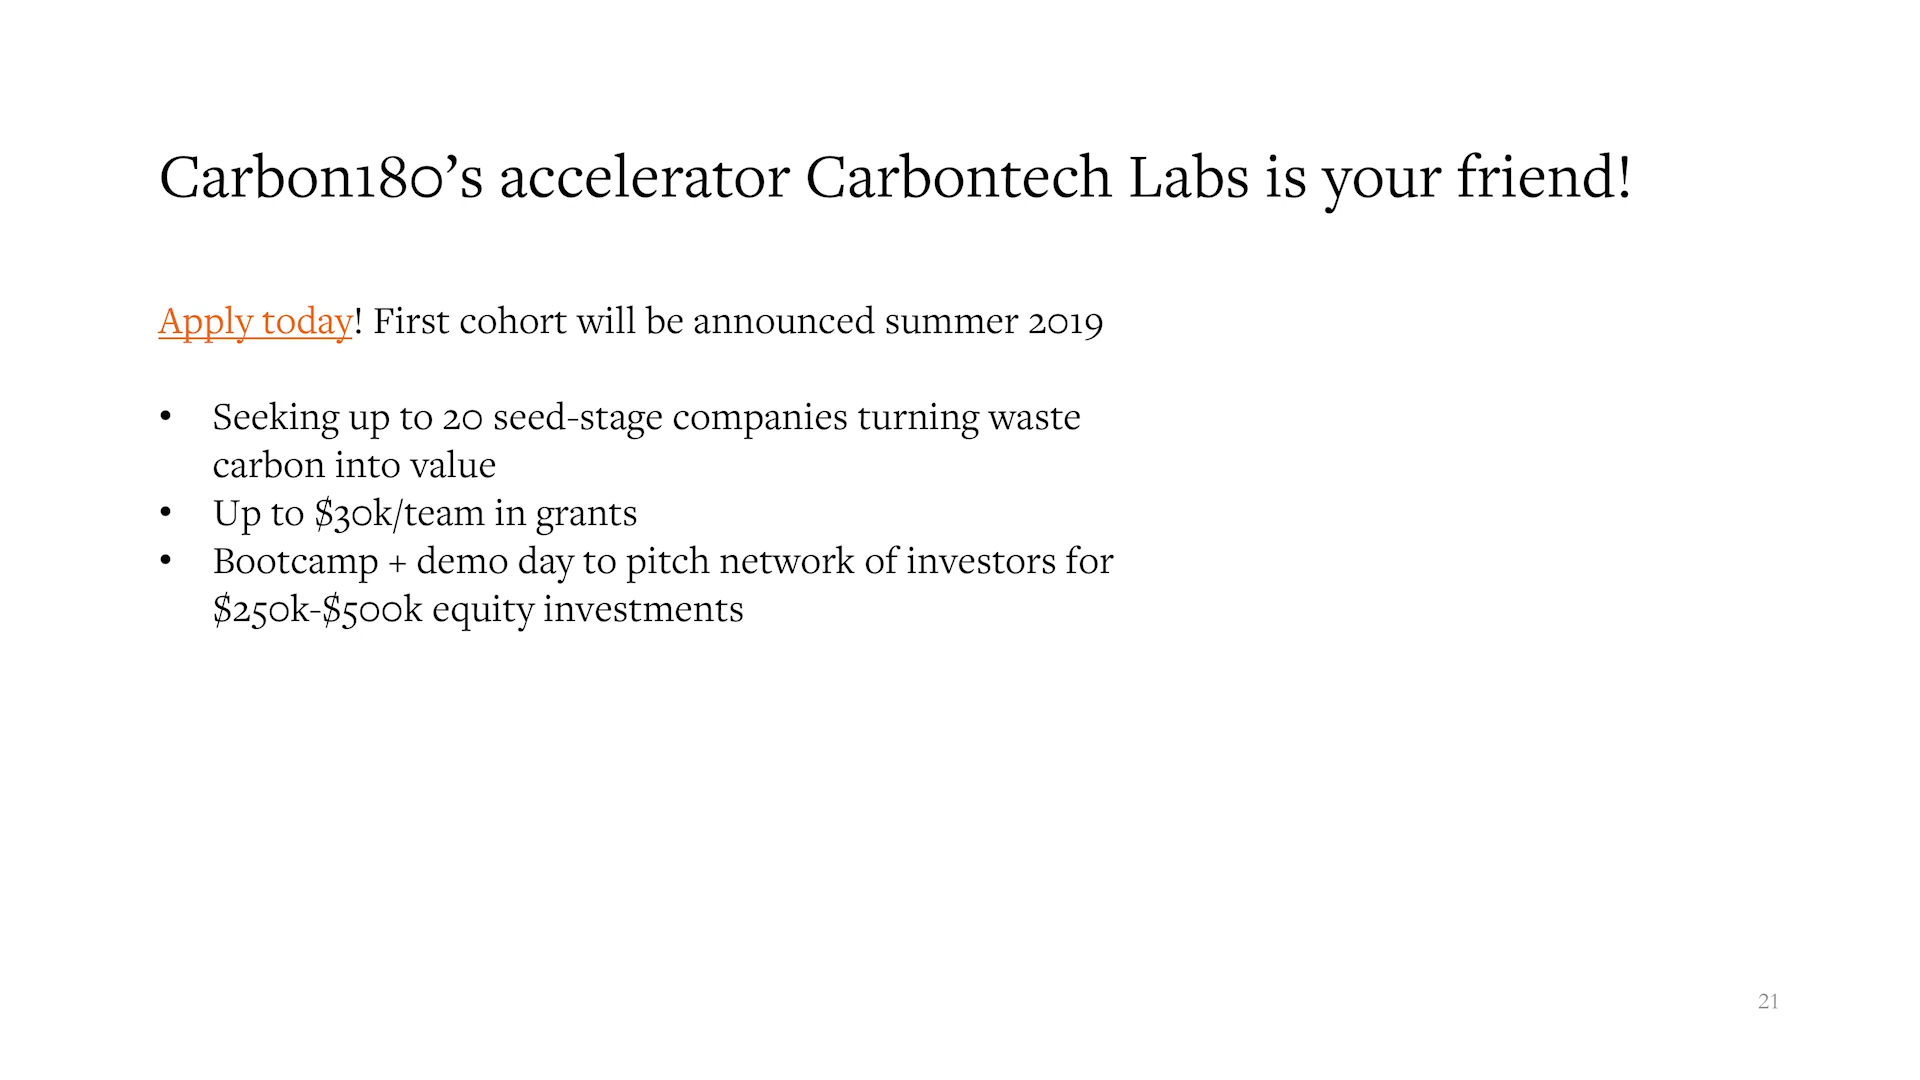 Carbon180’s accelerator Carbontech Labs is your friend!
Apply today! First cohort will be announced summer 2019
• Seeking up to 20 seed-stage companies turning waste
carbon into value
• Up to $30k/team in grants
• Bootcamp + demo day to pitch network of investors for
$250k-$500k equity investments
21